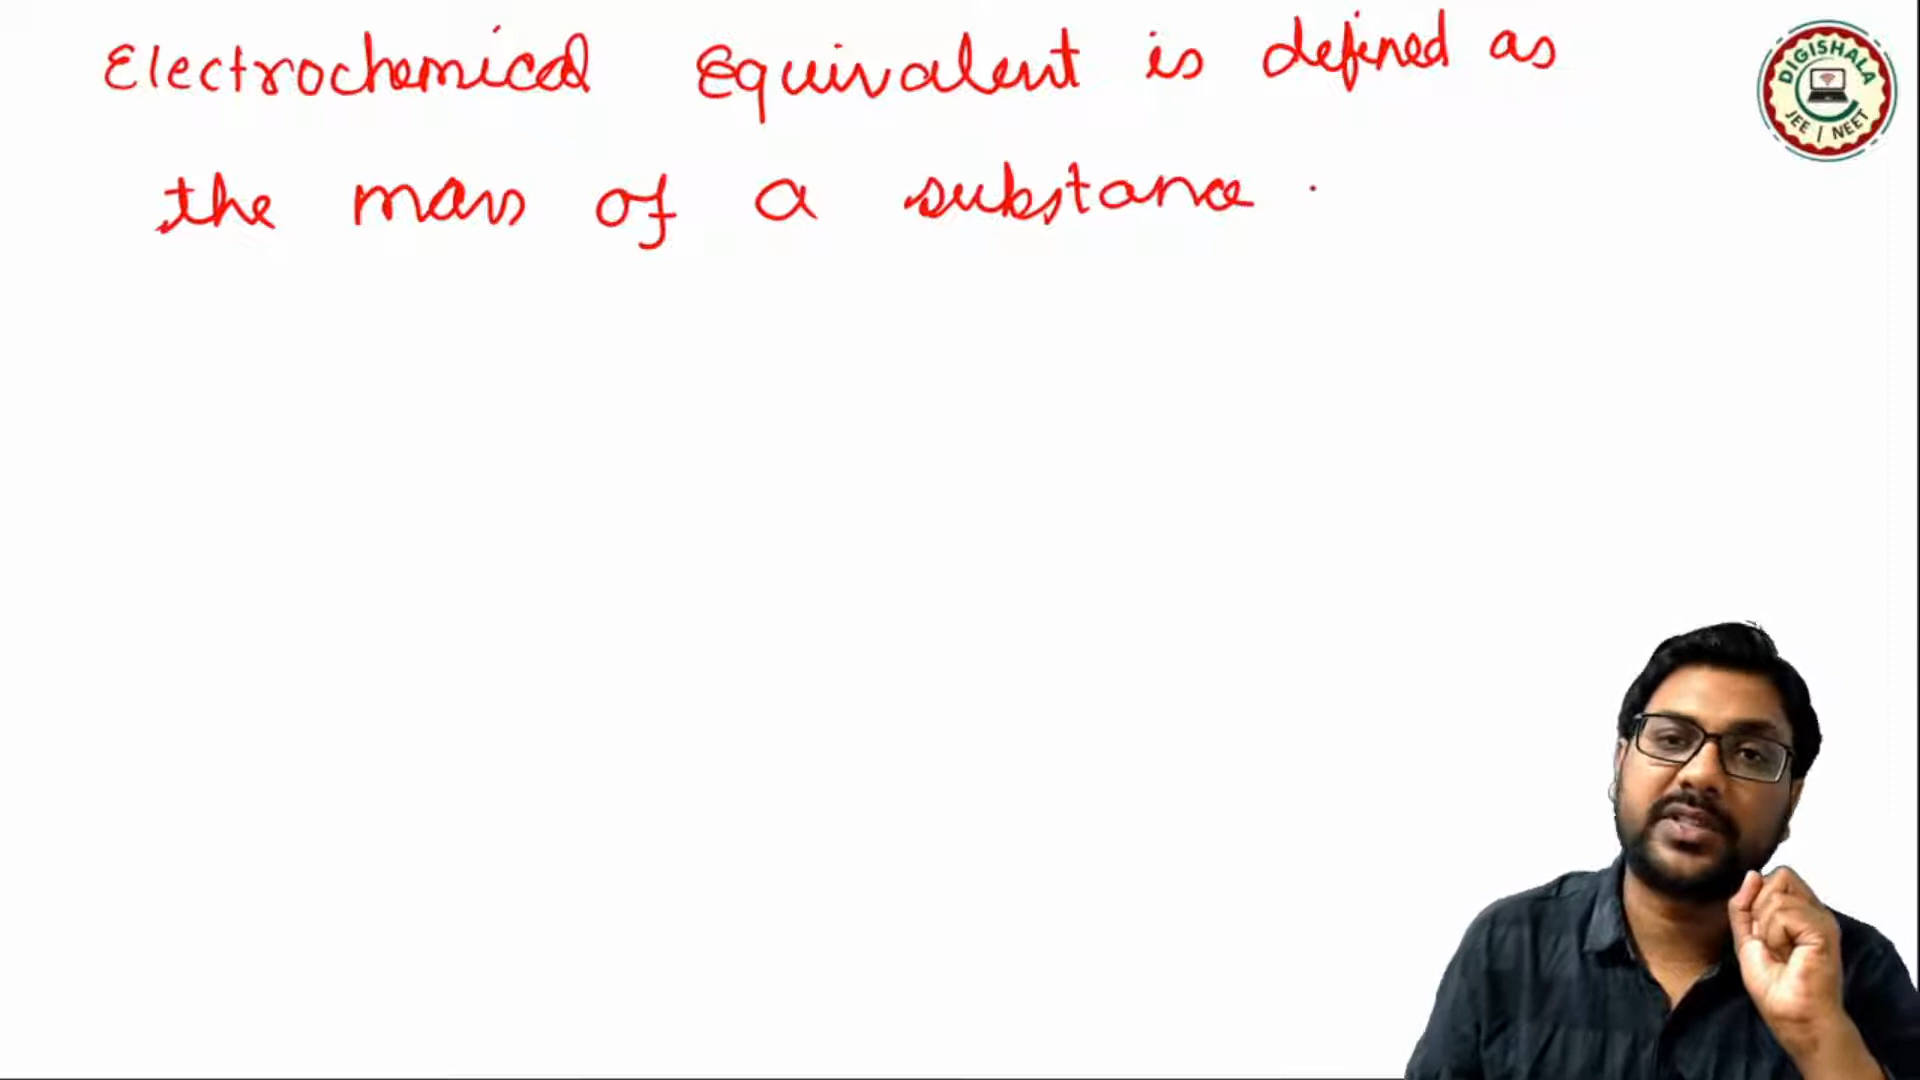 Electrochemical Equivalent is defined as
the mass of a substance
DIGISHALA
JEE | NEET